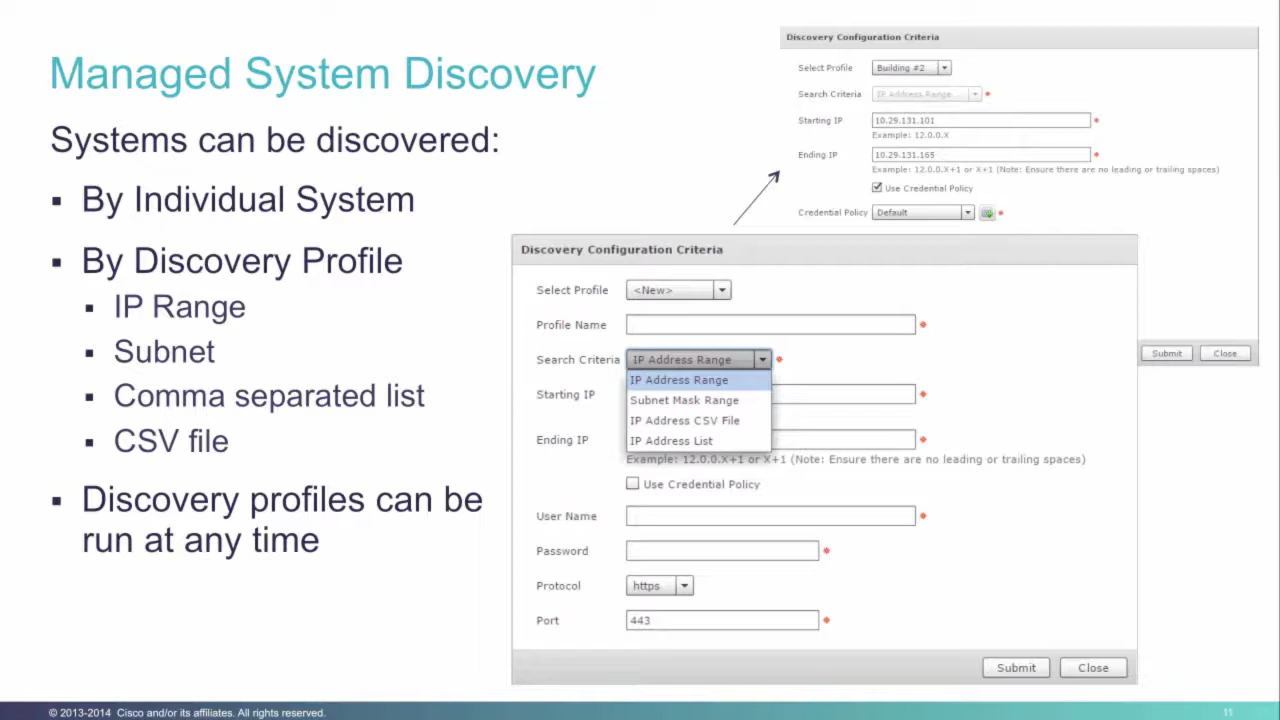 Managed System Discovery
Systems can be discovered:
▪ By Individual System
▪ By Discovery Profile
▪ IP Range
▪ Subnet
▪ Comma separated list
▪ CSV file
▪ Discovery profiles can be
run at any time
Discovery Configuration Criteria
Select Profile Building #2
Search Criteria IP Address Range *
Starting IP 10.29.131.101 *
Example: 12.0.0.X
Ending IP 10.29.131.165 *
Example: 12.0.0.X+1 or X+1 (Note: Ensure there are no leading or trailing spaces)
Use Credential Policy
Credential Policy Default *
Submit Close
Discovery Configuration Criteria
Select Profile <New>
Profile Name *
Search Criteria IP Address Range *
IP Address Range
Subnet Mask Range
IP Address CSV File
IP Address List
Starting IP *
Ending IP *
Example: 12.0.0.X+1 or X+1 (Note: Ensure there are no leading or trailing spaces)
Use Credential Policy
User Name *
Password *
Protocol https
Port 443 *
Submit Close
© 2013-2014 Cisco and/or its affiliates. All rights reserved.
11